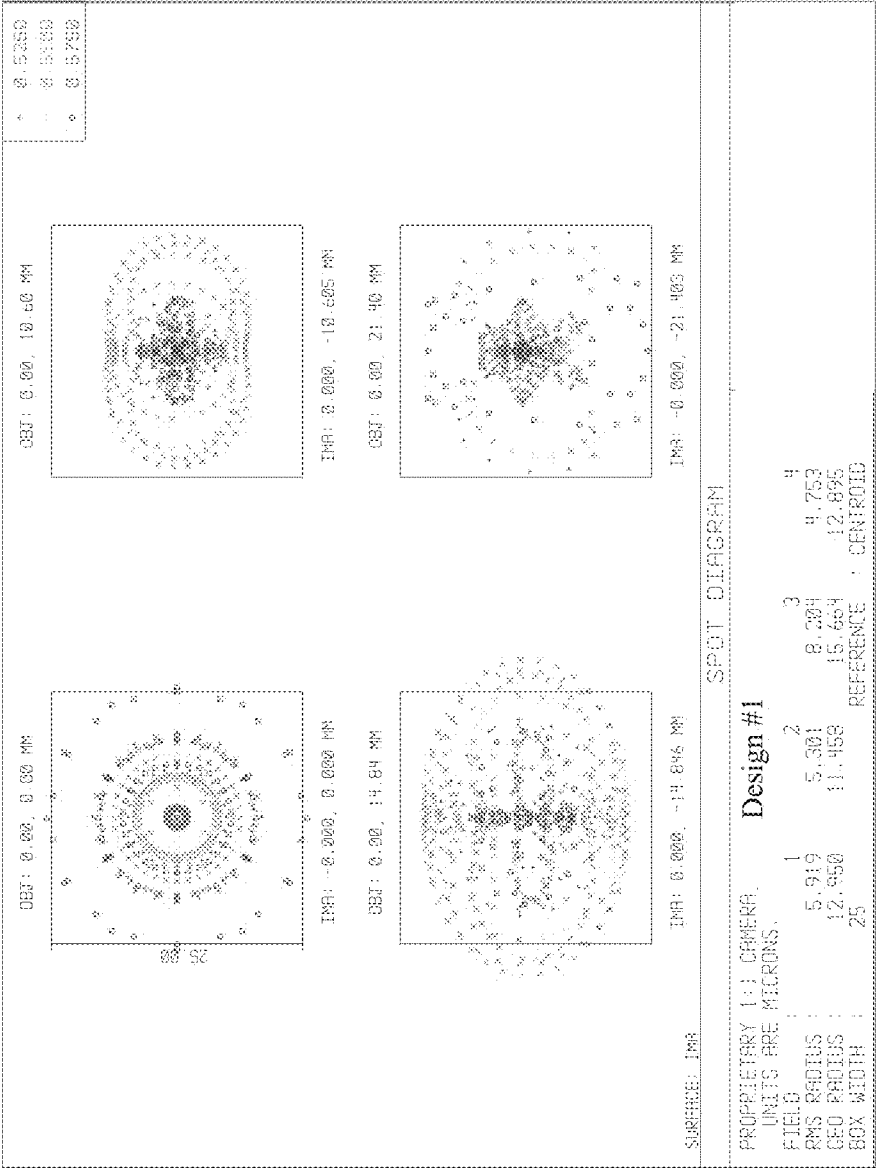 + 0.5350
0.5500
o 0.5750
OBJ: 0.00, 0.00 MM
OBJ: 0.00, 10.60 MM
25.00
IMA: -0.000, 0.000 MM
IMA: 0.000, -10.605 MM
OBJ: 0.00, 14.84 MM
OBJ: 0.00, 21.40 MM
IMA: 0.000, -14.846 MM
IMA: -0.000, -21.403 MM
SURFACE: IMA
SPOT DIAGRAM
PROPRIETARY 1:1 CAMERA.
Design #1
UNITS ARE MICRONS.
FIELD : 1 2 3 4
RMS RADIUS : 5.919 5.301 8.204 4.753
GEO RADIUS : 12.950 11.458 15.664 12.895
BOX WIDTH : 25 REFERENCE : CENTROID